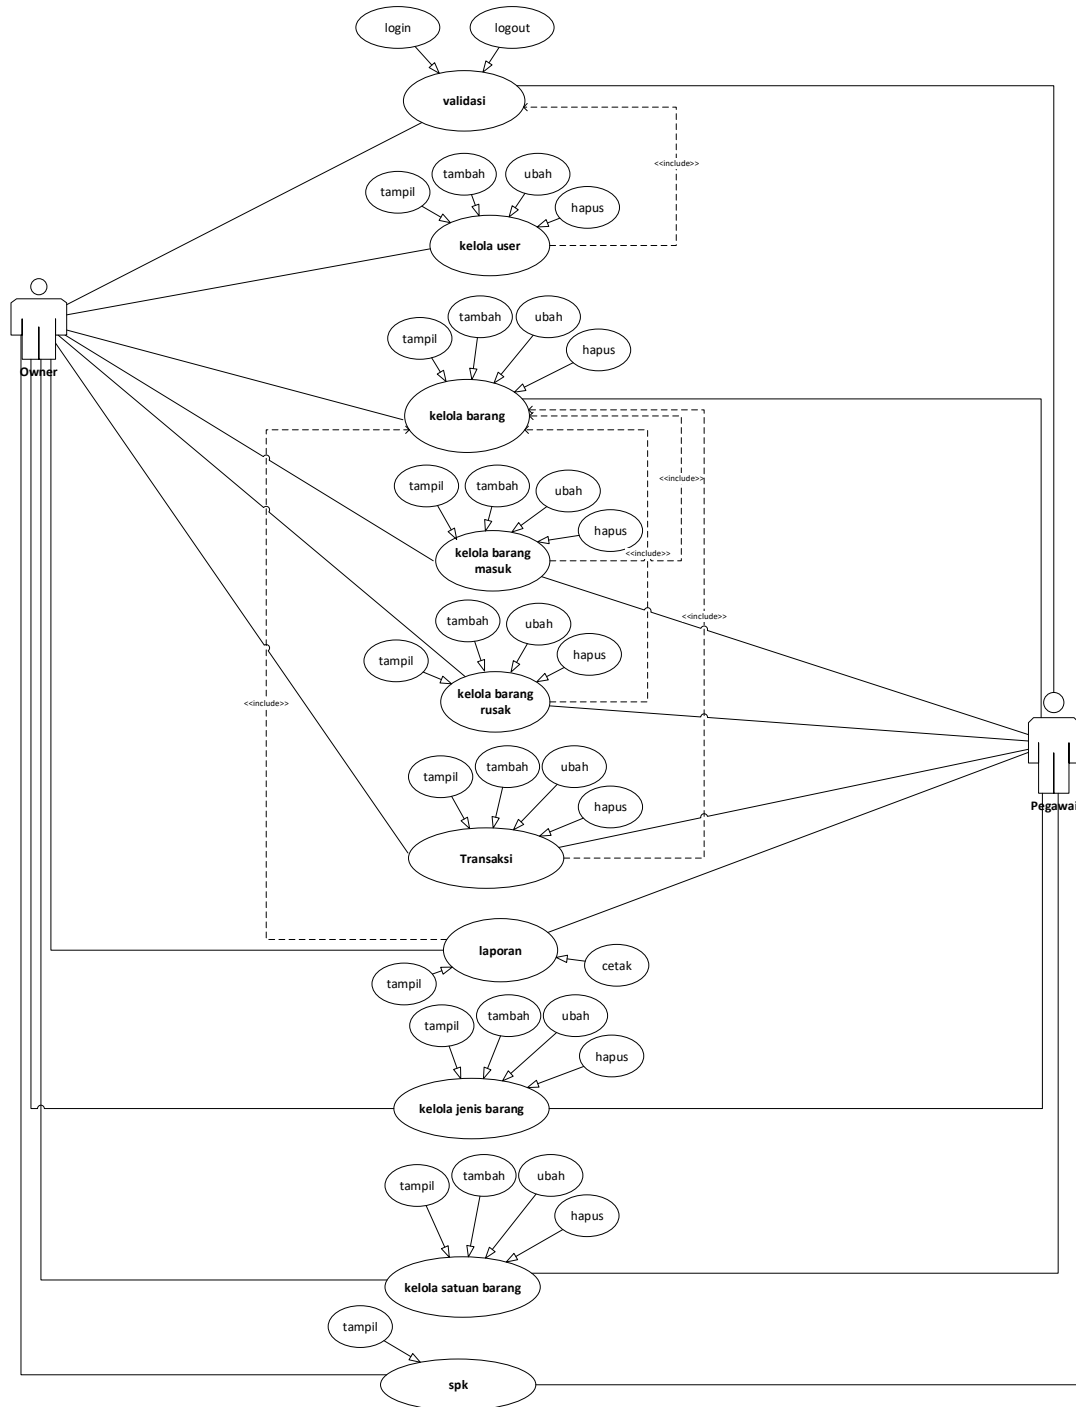 login
logout
validasi
<<include>>
tambah
ubah
tampil
hapus
kelola user
tambah
ubah
tampil
hapus
Owner
kelola barang
tampil
tambah
ubah
<<include>>
hapus
kelola barang
masuk
<<include>>
tambah
ubah
<<include>>
hapus
tampil
kelola barang
rusak
<<include>>
tambah
ubah
tampil
hapus
Pegawai
Transaksi
laporan
cetak
tampil
tambah
ubah
tampil
hapus
kelola jenis barang
tambah
ubah
tampil
hapus
kelola satuan barang
tampil
spk